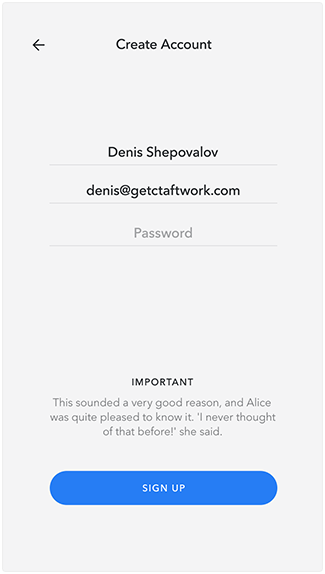 Create Account
Denis Shepovalov
denis@getctaftwork.com
Password
IMPORTANT
This sounded a very good reason, and Alice
was quite pleased to know it. 'I never thought
of that before!' she said.
SIGN UP